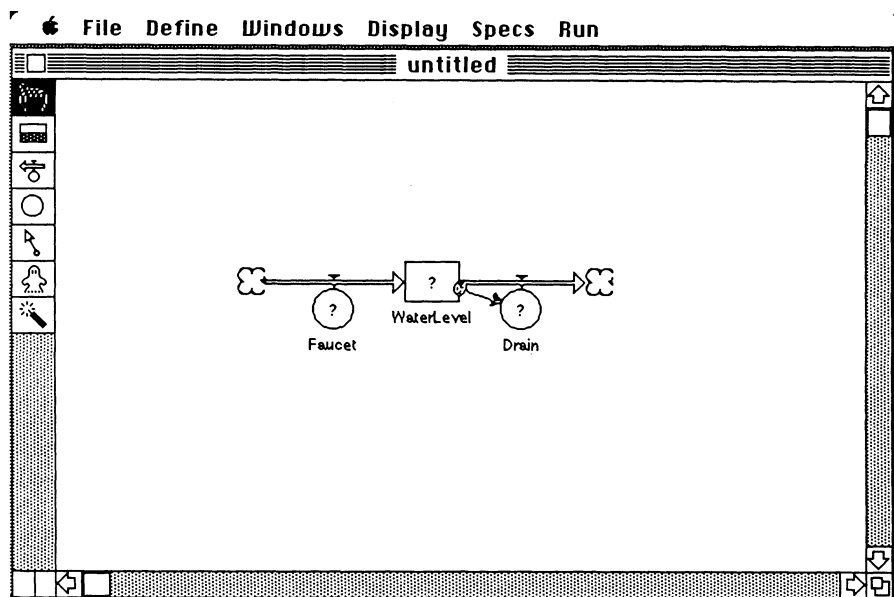 File Define Windows Display Specs Run
untitled
?
? ?
WaterLevel
Faucet Drain